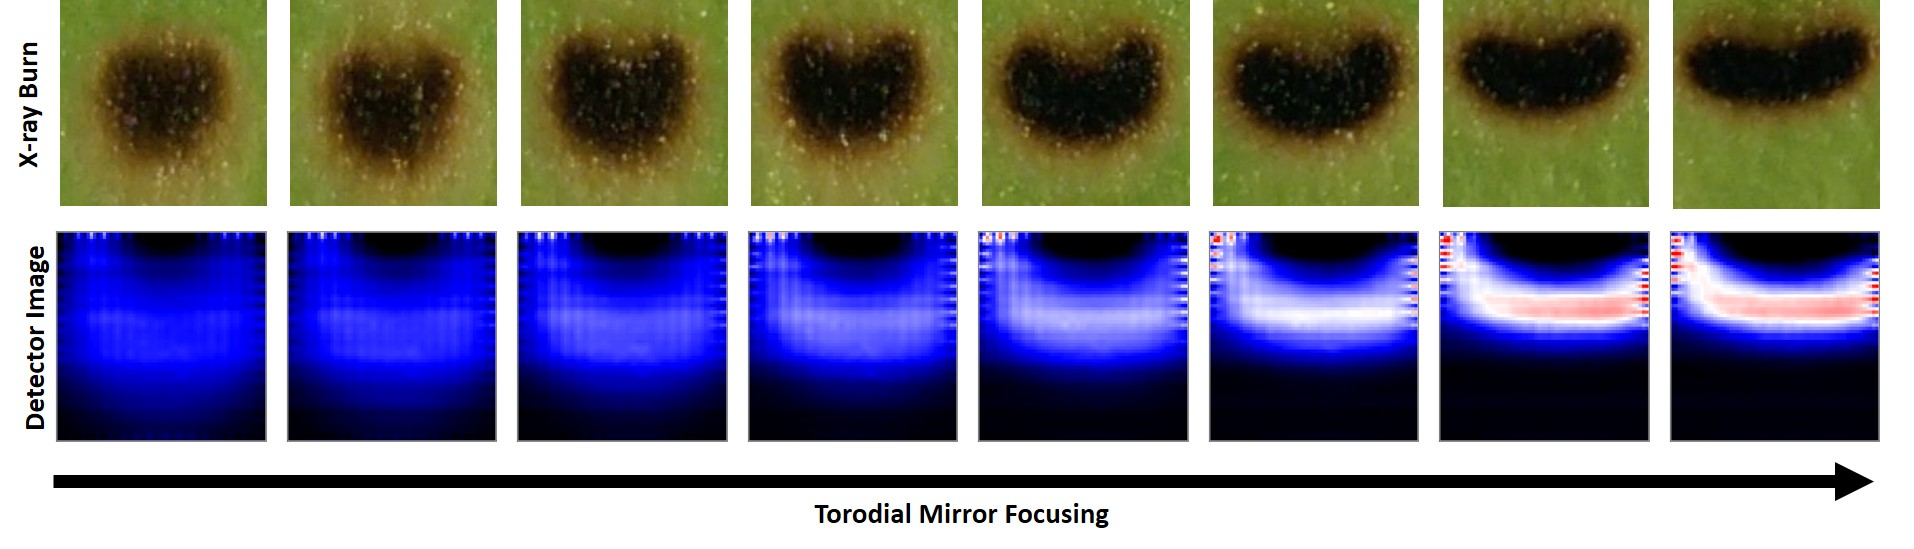 X-ray Burn
Detector Image
Torodial Mirror Focusing